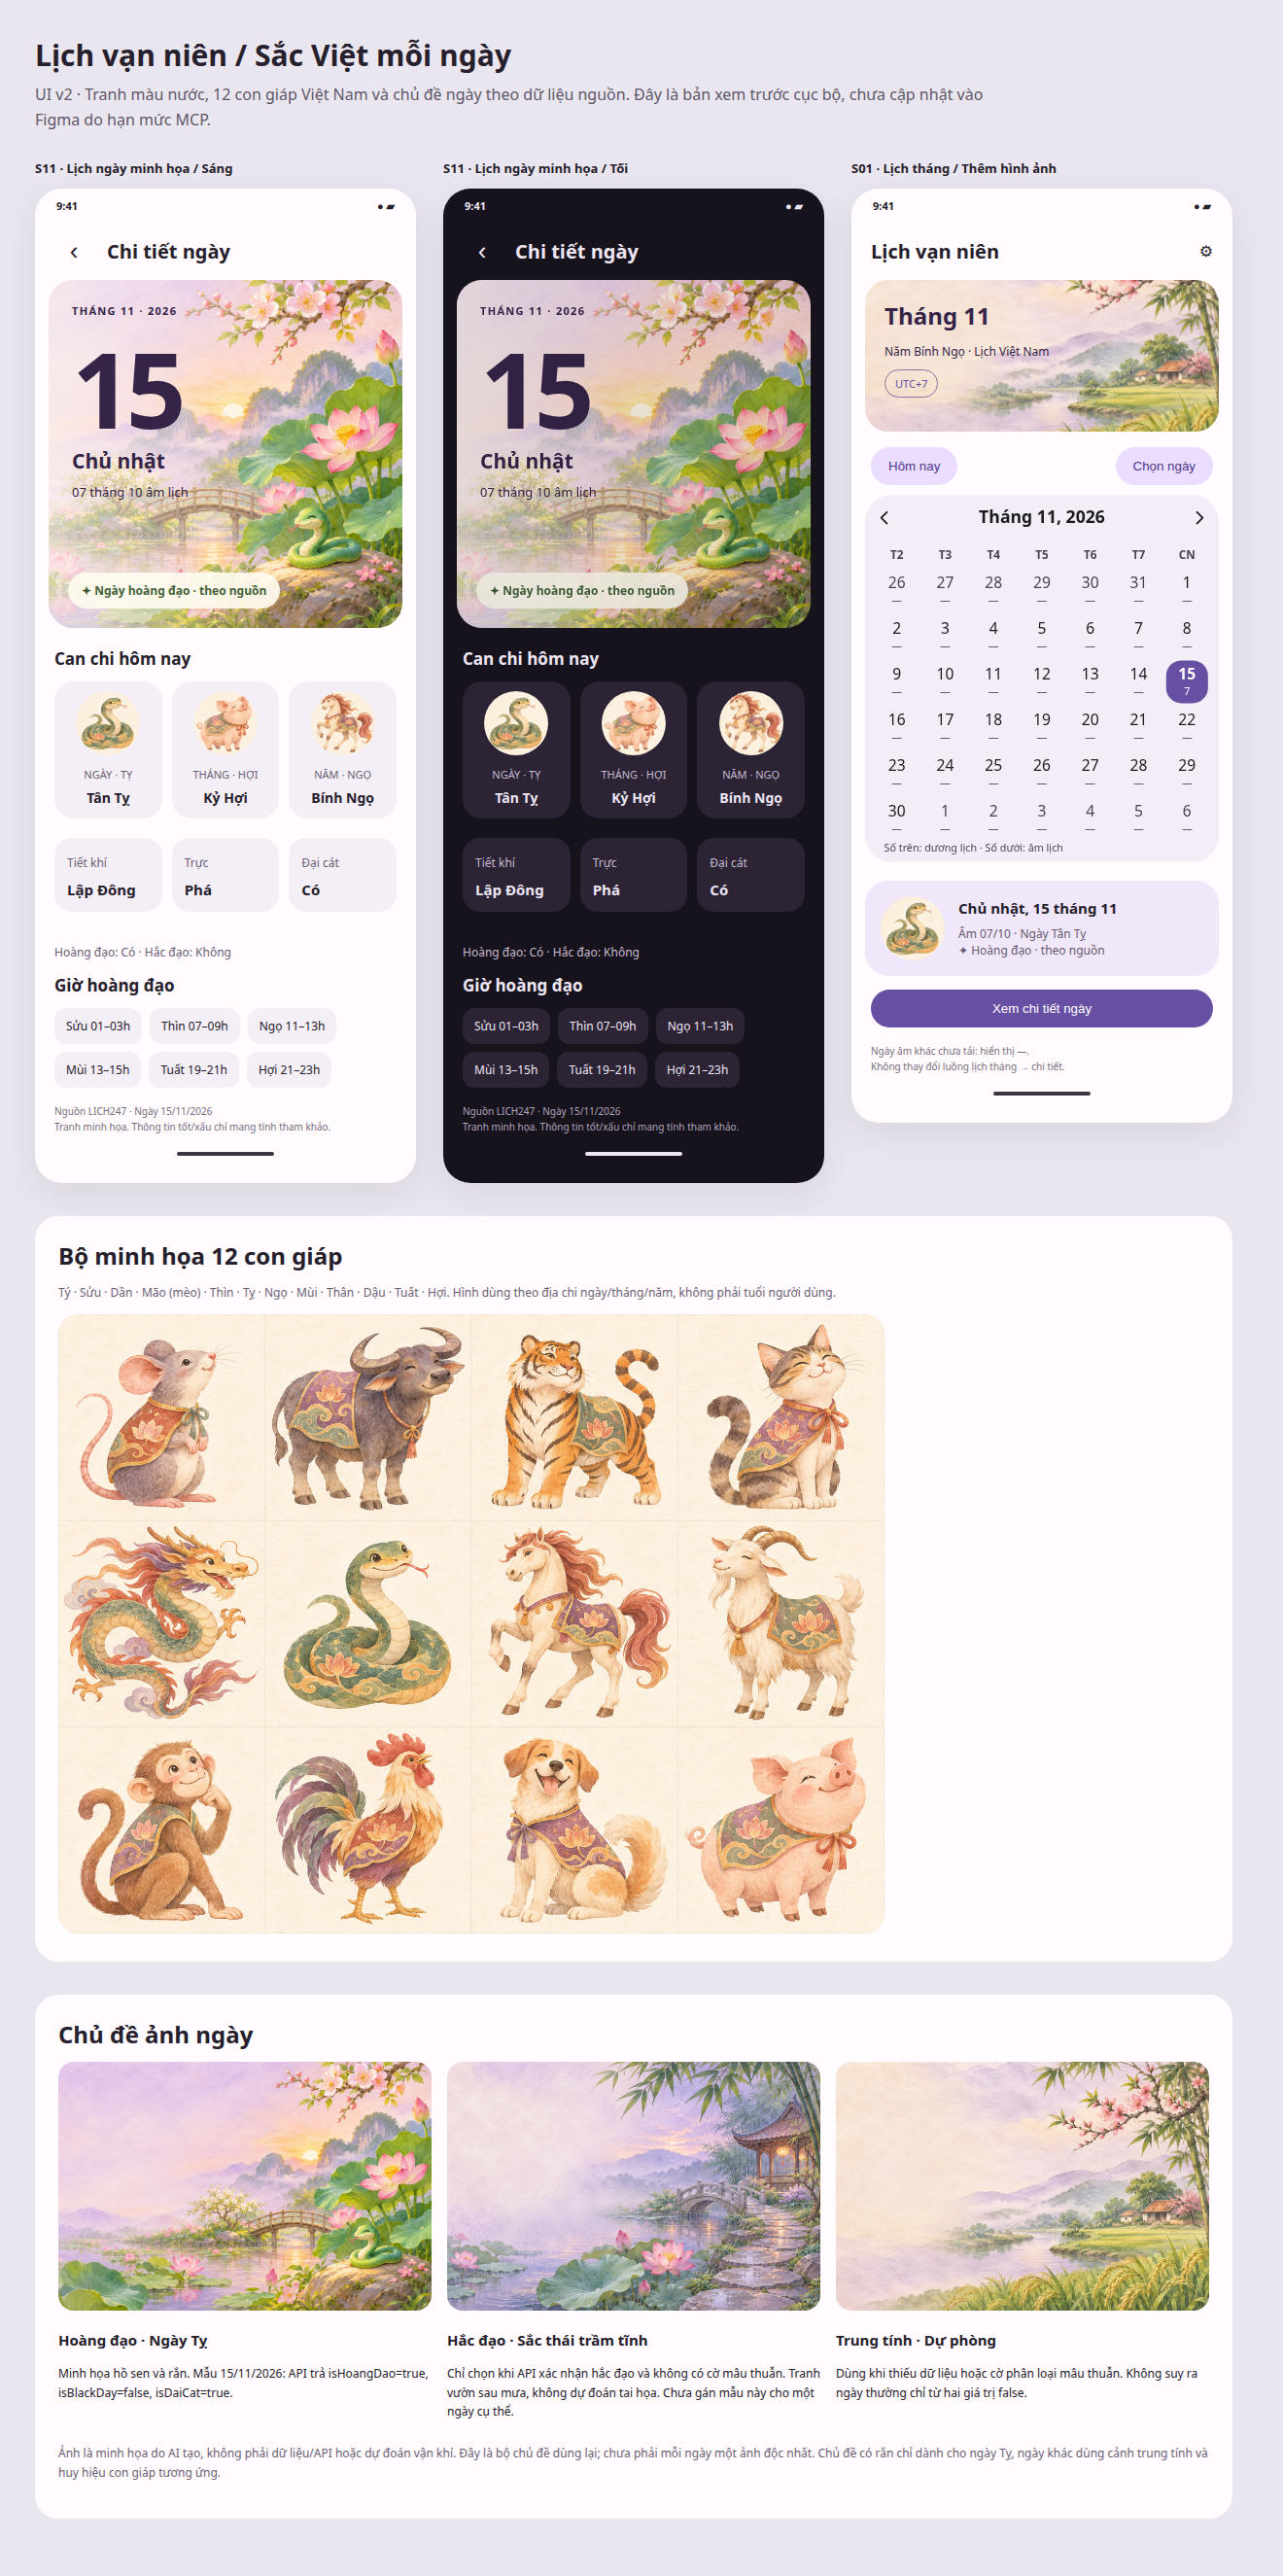 Lịch vạn niên / Sắc Việt mỗi ngày
UI v2 · Tranh màu nước, 12 con giáp Việt Nam và chủ đề ngày theo dữ liệu nguồn. Đây là bản xem trước cục bộ, chưa cập nhật vào
Figma do hạn mức MCP.
S11 · Lịch ngày minh họa / Sáng
9:41
Chi tiết ngày
THÁNG 11 · 2026
15
Chủ nhật
07 tháng 10 âm lịch
✦ Ngày hoàng đạo · theo nguồn
Can chi hôm nay
NGÀY · TỴ
Tân Tỵ
THÁNG · HỢI
Kỷ Hợi
NĂM · NGỌ
Bính Ngọ
Tiết khí
Lập Đông
Trực
Phá
Đại cát
Có
Hoàng đạo: Có · Hắc đạo: Không
Giờ hoàng đạo
Sửu 01–03h
Thìn 07–09h
Ngọ 11–13h
Mùi 13–15h
Tuất 19–21h
Hợi 21–23h
Nguồn LICH247 · Ngày 15/11/2026
Tranh minh họa. Thông tin tốt/xấu chỉ mang tính tham khảo.
S11 · Lịch ngày minh họa / Tối
9:41
Chi tiết ngày
THÁNG 11 · 2026
15
Chủ nhật
07 tháng 10 âm lịch
✦ Ngày hoàng đạo · theo nguồn
Can chi hôm nay
NGÀY · TỴ
Tân Tỵ
THÁNG · HỢI
Kỷ Hợi
NĂM · NGỌ
Bính Ngọ
Tiết khí
Lập Đông
Trực
Phá
Đại cát
Có
Hoàng đạo: Có · Hắc đạo: Không
Giờ hoàng đạo
Sửu 01–03h
Thìn 07–09h
Ngọ 11–13h
Mùi 13–15h
Tuất 19–21h
Hợi 21–23h
Nguồn LICH247 · Ngày 15/11/2026
Tranh minh họa. Thông tin tốt/xấu chỉ mang tính tham khảo.
S01 · Lịch tháng / Thêm hình ảnh
9:41
Lịch vạn niên
Tháng 11
Năm Bính Ngọ · Lịch Việt Nam
UTC+7
Hôm nay
Chọn ngày
Tháng 11, 2026
T2 T3 T4 T5 T6 T7 CN
26 27 28 29 30 31 1
— — — — — — —
2 3 4 5 6 7 8
— — — — — — —
9 10 11 12 13 14 15
— — — — — — 7
16 17 18 19 20 21 22
— — — — — — —
23 24 25 26 27 28 29
— — — — — — —
30 1 2 3 4 5 6
— — — — — — —
Số trên: dương lịch · Số dưới: âm lịch
Chủ nhật, 15 tháng 11
Âm 07/10 · Ngày Tân Tỵ
✦ Hoàng đạo · theo nguồn
Xem chi tiết ngày
Ngày âm khác chưa tải: hiển thị —.
Không thay đổi luồng lịch tháng → chi tiết.
Bộ minh họa 12 con giáp
Tý · Sửu · Dần · Mão (mèo) · Thìn · Tỵ · Ngọ · Mùi · Thân · Dậu · Tuất · Hợi. Hình dùng theo địa chi ngày/tháng/năm, không phải tuổi người dùng.
Chủ đề ảnh ngày
Hoàng đạo · Ngày Tỵ
Minh họa hồ sen và rắn. Mẫu 15/11/2026: API trả isHoangDao=true,
isBlackDay=false, isDaiCat=true.
Hắc đạo · Sắc thái trầm tĩnh
Chỉ chọn khi API xác nhận hắc đạo và không có cờ mâu thuẫn. Tranh
vườn sau mưa, không dự đoán tai họa. Chưa gán mẫu này cho một
ngày cụ thể.
Trung tính · Dự phòng
Dùng khi thiếu dữ liệu hoặc cờ phân loại mâu thuẫn. Không suy ra
ngày thường chỉ từ hai giá trị false.
Ảnh là minh họa do AI tạo, không phải dữ liệu/API hoặc dự đoán vận khí. Đây là bộ chủ đề dùng lại; chưa phải mỗi ngày một ảnh độc nhất. Chủ đề có rắn chỉ dành cho ngày Tỵ, ngày khác dùng cảnh trung tính và
huy hiệu con giáp tương ứng.